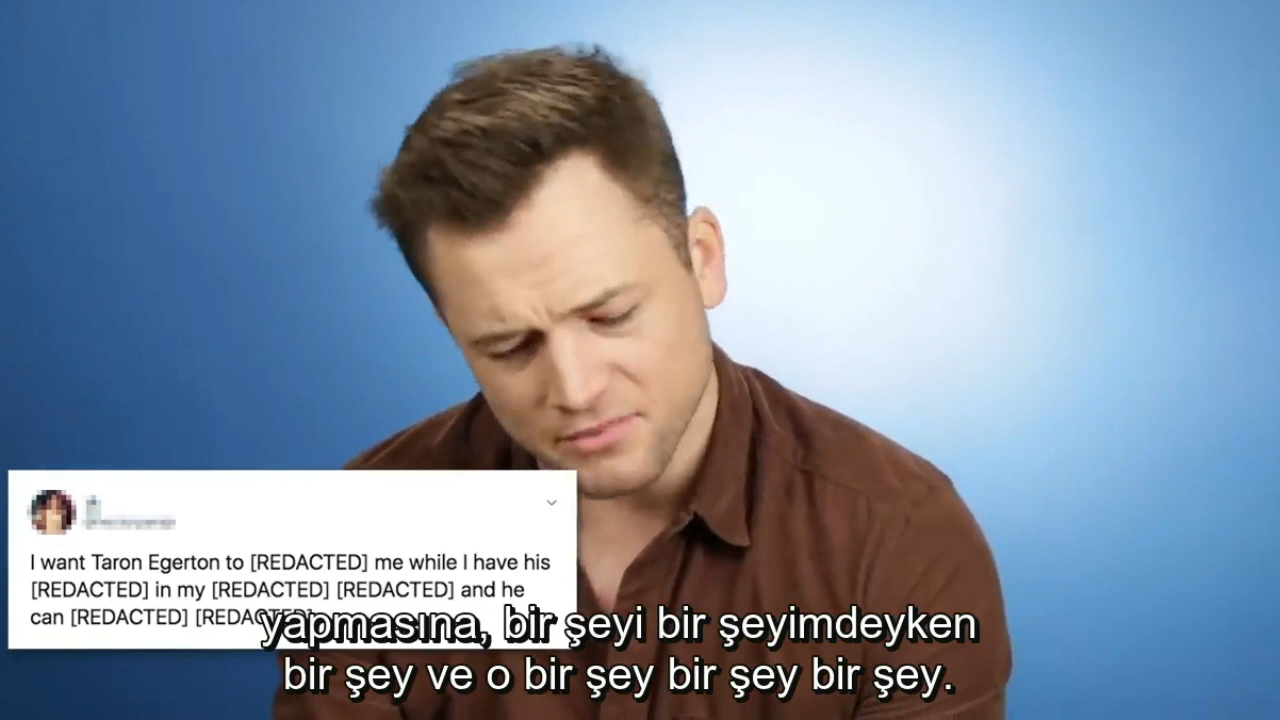 I want Taron Egerton to [REDACTED] me while I have his
[REDACTED] in my [REDACTED] [REDACTED] and he
can [REDACTED] [REDACTED]
yapmasına, bir şeyi bir şeyimdeyken
bir şey ve o bir şey bir şey bir şey.